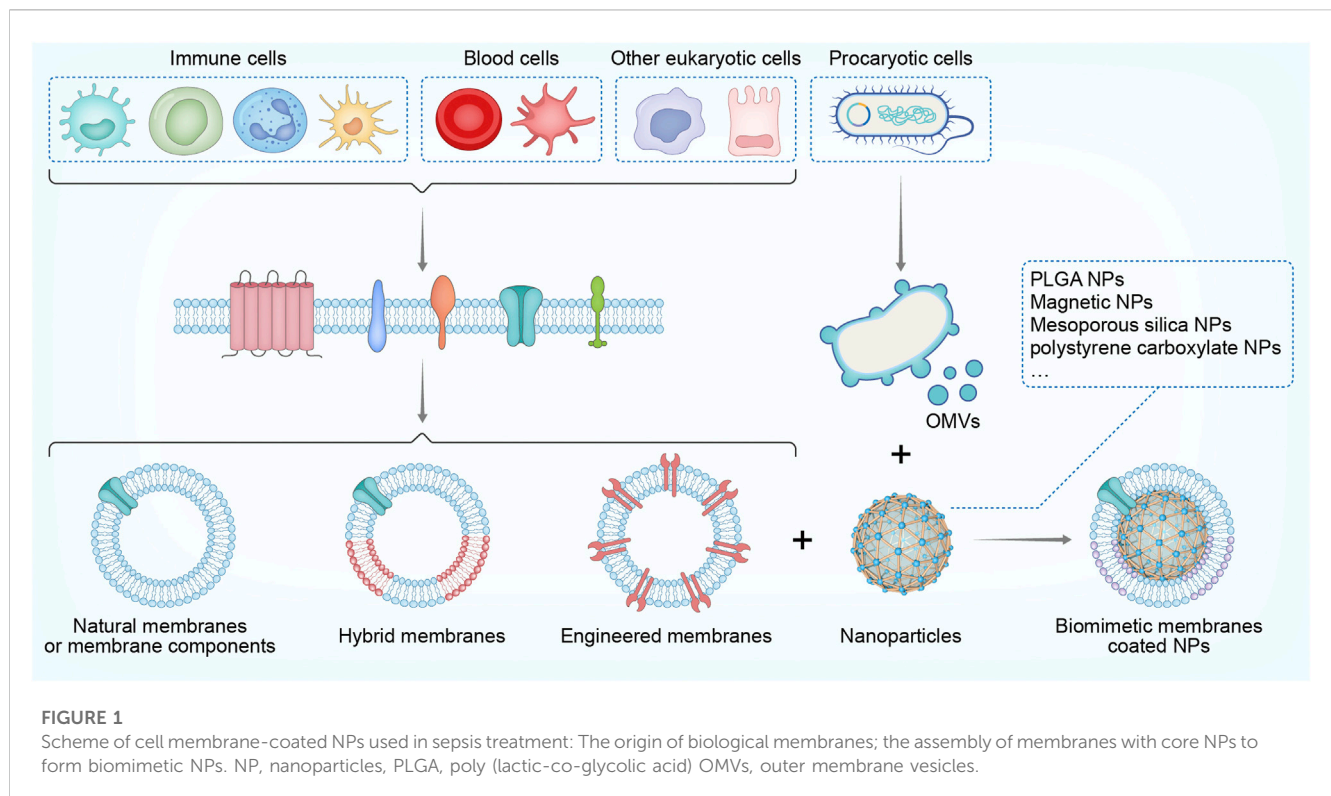 Immune cells
Blood cells
Other eukaryotic cells
Procaryotic cells
PLGA NPs
Magnetic NPs
Mesoporous silica NPs
polystyrene carboxylate NPs
...
OMVs
+
+
Natural membranes
or membrane components
Hybrid membranes
Engineered membranes
Nanoparticles
Biomimetic membranes
coated NPs
FIGURE 1
Scheme of cell membrane-coated NPs used in sepsis treatment: The origin of biological membranes; the assembly of membranes with core NPs to
form biomimetic NPs. NP, nanoparticles, PLGA, poly (lactic-co-glycolic acid) OMVs, outer membrane vesicles.